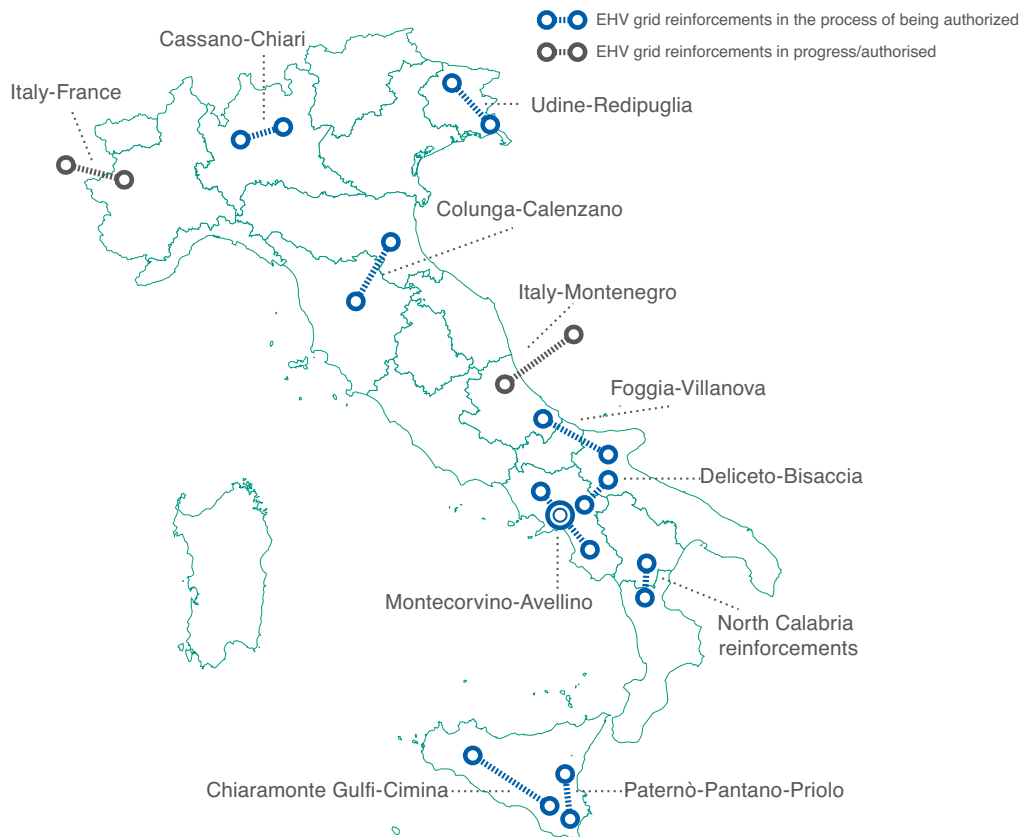 EHV grid reinforcements in the process of being authorized
EHV grid reinforcements in progress/authorised
Cassano-Chiari
Italy-France
Udine-Redipuglia
Colunga-Calenzano
Italy-Montenegro
Foggia-Villanova
Deliceto-Bisaccia
Montecorvino-Avellino
North Calabria
reinforcements
Chiaramonte Gulfi-Cimina
Paternò-Pantano-Priolo